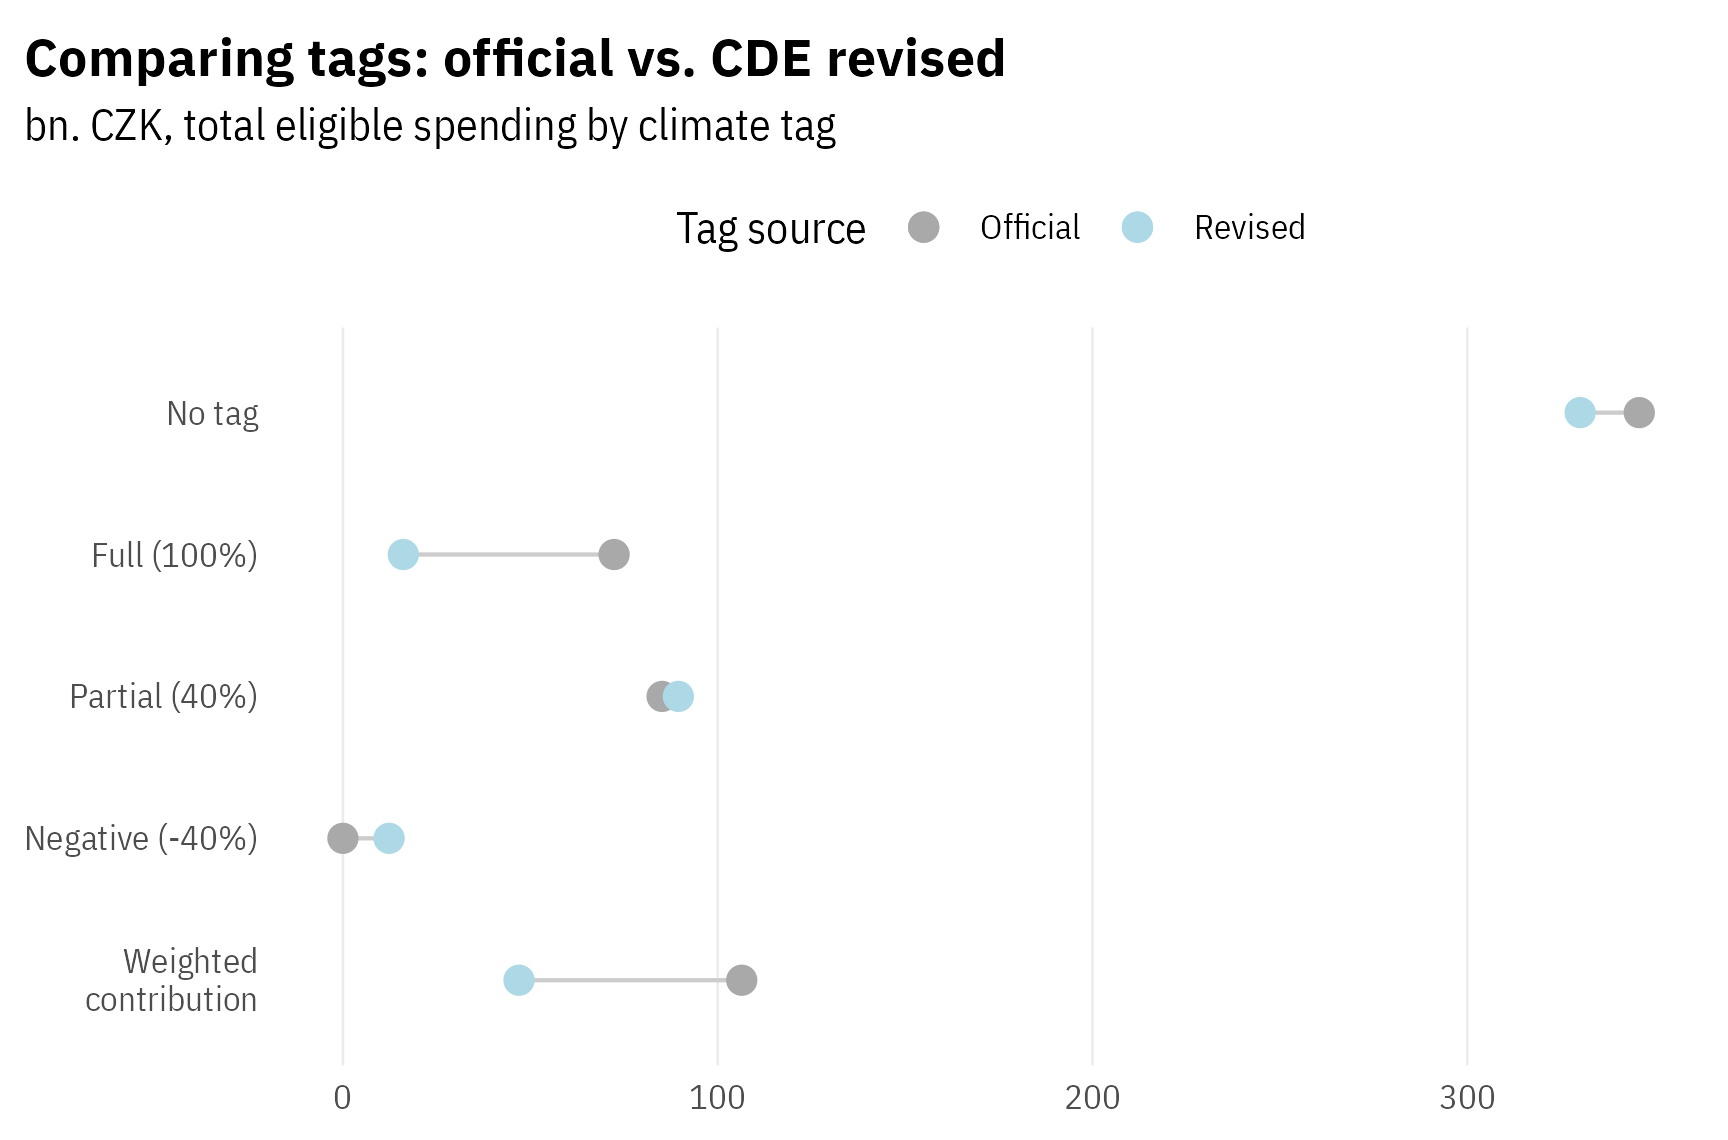 Comparing tags: official vs. CDE revised
bn. CZK, total eligible spending by climate tag
Tag source Official Revised
No tag
Full (100%)
Partial (40%)
Negative (-40%)
Weighted
contribution
0 100 200 300